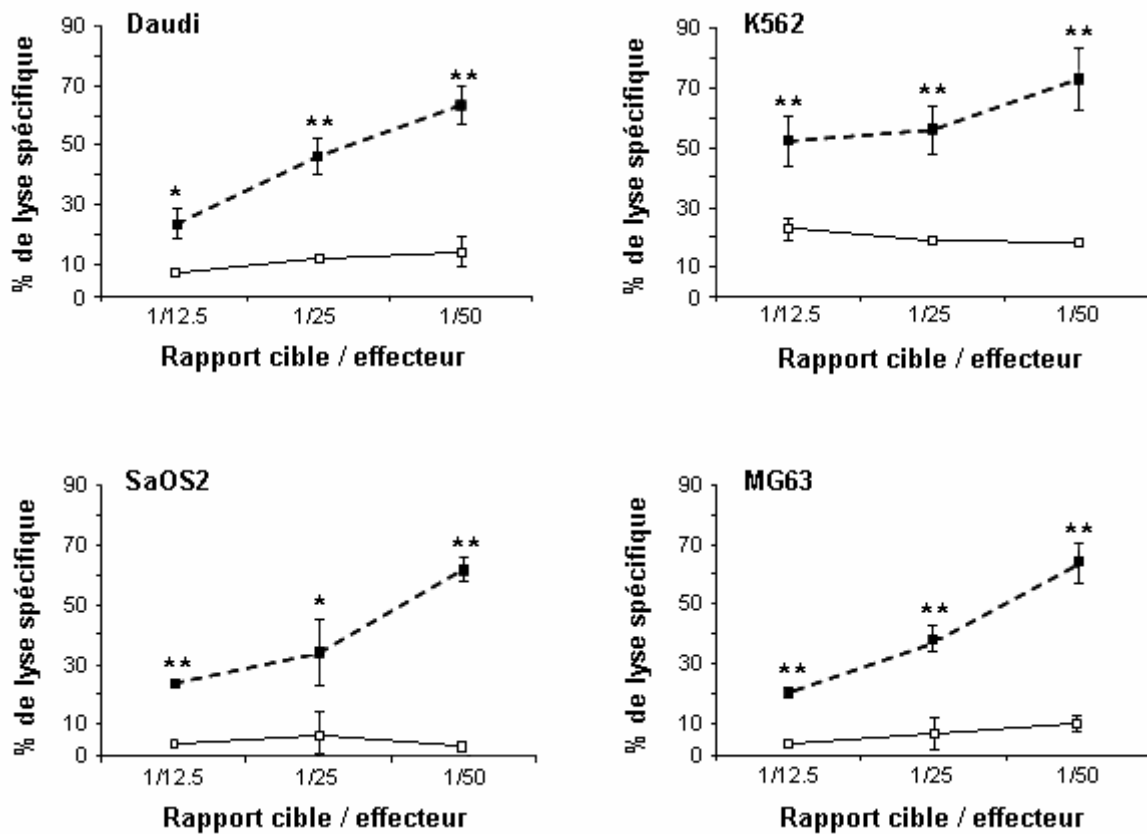 Daudi
% de lyse spécifique
90
70
50
30
10
0
*
**
**
1/12.5 1/25 1/50
Rapport cible / effecteur
K562
% de lyse spécifique
90
70
50
30
10
0
**
**
**
1/12.5 1/25 1/50
Rapport cible / effecteur
SaOS2
% de lyse spécifique
90
70
50
30
10
0
**
*
**
1/12.5 1/25 1/50
Rapport cible / effecteur
MG63
% de lyse spécifique
90
70
50
30
10
0
**
**
**
1/12.5 1/25 1/50
Rapport cible / effecteur